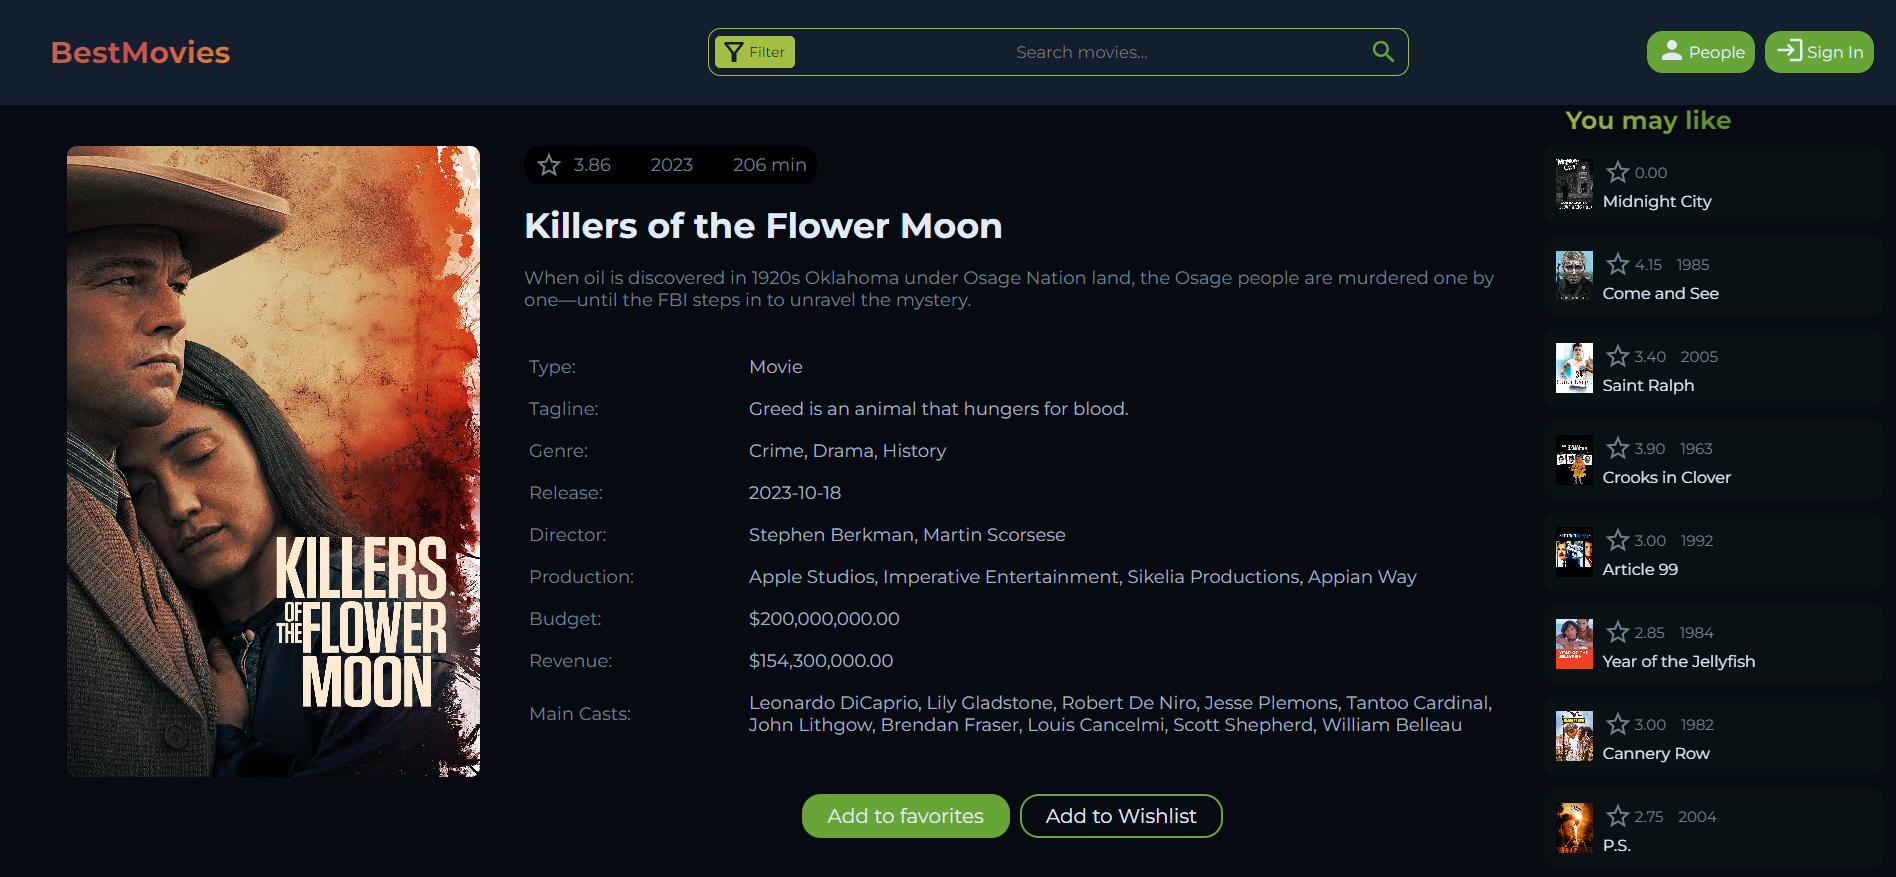 BestMovies
Filter
Search movies...
People
Sign In
KILLERS
OF THE FLOWER
MOON
3.86 2023 206 min
Killers of the Flower Moon
When oil is discovered in 1920s Oklahoma under Osage Nation land, the Osage people are murdered one by
one—until the FBI steps in to unravel the mystery.
Type: Movie
Tagline: Greed is an animal that hungers for blood.
Genre: Crime, Drama, History
Release: 2023-10-18
Director: Stephen Berkman, Martin Scorsese
Production: Apple Studios, Imperative Entertainment, Sikelia Productions, Appian Way
Budget: $200,000,000.00
Revenue: $154,300,000.00
Main Casts: Leonardo DiCaprio, Lily Gladstone, Robert De Niro, Jesse Plemons, Tantoo Cardinal,
John Lithgow, Brendan Fraser, Louis Cancelmi, Scott Shepherd, William Belleau
Add to favorites
Add to Wishlist
You may like
0.00
Midnight City
4.15 1985
Come and See
3.40 2005
Saint Ralph
3.90 1963
Crooks in Clover
3.00 1992
Article 99
2.85 1984
Year of the Jellyfish
3.00 1982
Cannery Row
2.75 2004
P.S.